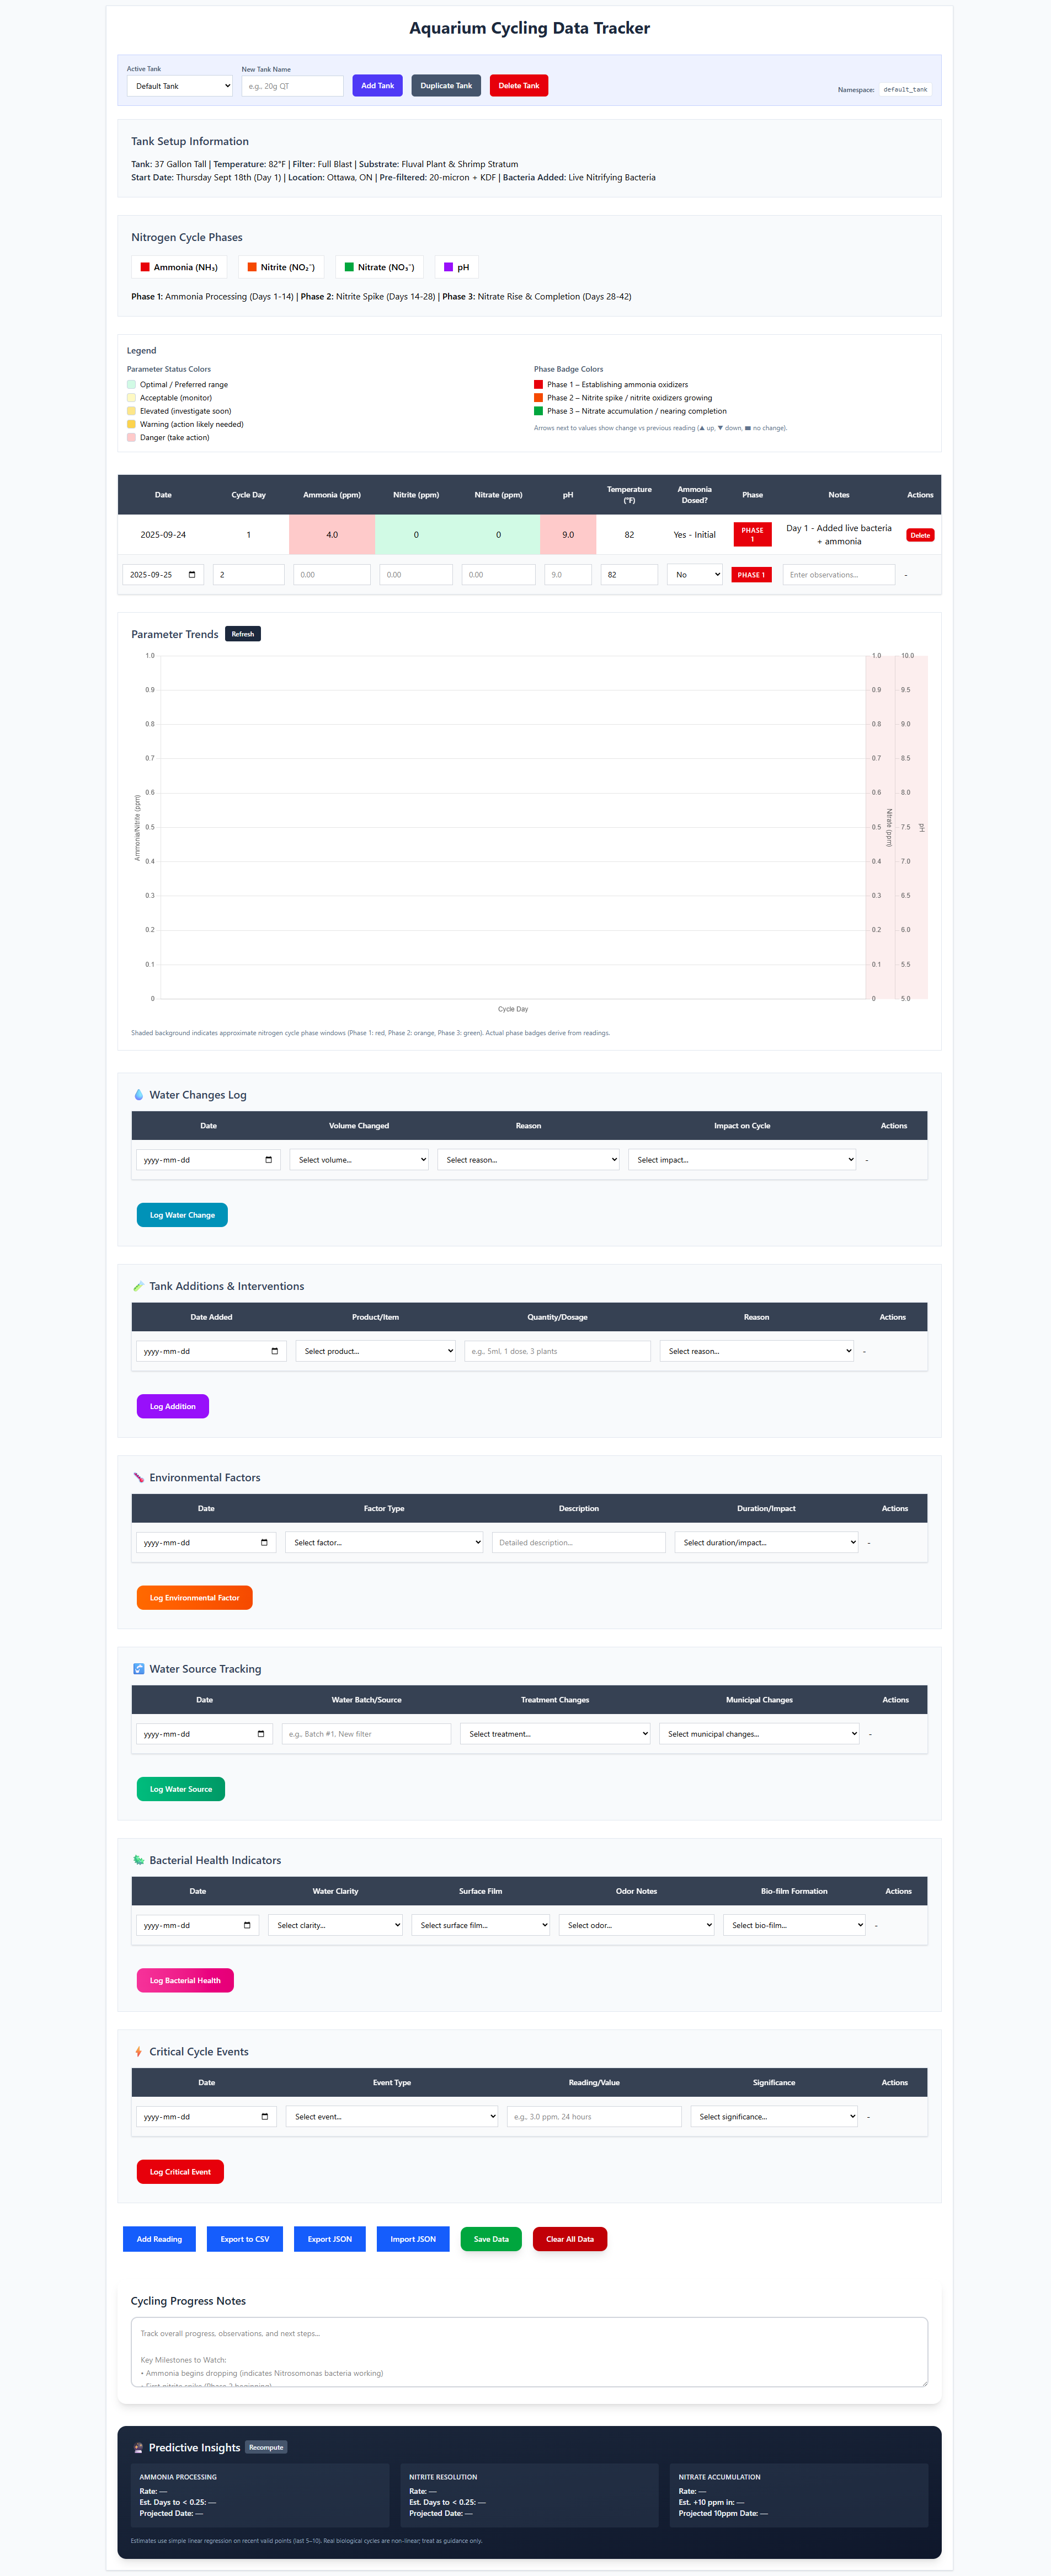 Aquarium Cycling Data Tracker
Active Tank
New Tank Name
Default Tank
e.g., 20g QT
Add Tank
Duplicate Tank
Delete Tank
Namespace: default_tank
Tank Setup Information
Tank: 37 Gallon Tall | Temperature: 82°F | Filter: Full Blast | Substrate: Fluval Plant & Shrimp Stratum
Start Date: Thursday Sept 18th (Day 1) | Location: Ottawa, ON | Pre-filtered: 20-micron + KDF | Bacteria Added: Live Nitrifying Bacteria
Nitrogen Cycle Phases
Ammonia (NH₃)
Nitrite (NO₂⁻)
Nitrate (NO₃⁻)
pH
Phase 1: Ammonia Processing (Days 1-14) | Phase 2: Nitrite Spike (Days 14-28) | Phase 3: Nitrate Rise & Completion (Days 28-42)
Legend
Parameter Status Colors
Optimal / Preferred range
Acceptable (monitor)
Elevated (investigate soon)
Warning (action likely needed)
Danger (take action)
Phase Badge Colors
Phase 1 – Establishing ammonia oxidizers
Phase 2 – Nitrite spike / nitrite oxidizers growing
Phase 3 – Nitrate accumulation / nearing completion
Arrows next to values show change vs previous reading (▲ up, ▼ down, ■ no change).
Date
Cycle Day
Ammonia (ppm)
Nitrite (ppm)
Nitrate (ppm)
pH
Temperature
(°F)
Ammonia
Dosed?
Phase
Notes
Actions
2025-09-24
1
4.0
0
0
9.0
82
Yes - Initial
PHASE
1
Day 1 - Added live bacteria
+ ammonia
Delete
2025-09-25
2
0.00
0.00
0.00
9.0
82
No
PHASE 1
Enter observations...
-
Parameter Trends
Refresh
1.0
0.9
0.8
0.7
0.6
0.5
0.4
0.3
0.2
0.1
0
Ammonia/Nitrite (ppm)
1.0
0.9
0.8
0.7
0.6
0.5
0.4
0.3
0.2
0.1
0
Nitrate (ppm)
10.0
9.5
9.0
8.5
8.0
7.5
7.0
6.5
6.0
5.5
5.0
pH
Cycle Day
Shaded background indicates approximate nitrogen cycle phase windows (Phase 1: red, Phase 2: orange, Phase 3: green). Actual phase badges derive from readings.
Water Changes Log
Date
Volume Changed
Reason
Impact on Cycle
Actions
yyyy-mm-dd
Select volume...
Select reason...
Select impact...
-
Log Water Change
Tank Additions & Interventions
Date Added
Product/Item
Quantity/Dosage
Reason
Actions
yyyy-mm-dd
Select product...
e.g., 5ml, 1 dose, 3 plants
Select reason...
-
Log Addition
Environmental Factors
Date
Factor Type
Description
Duration/Impact
Actions
yyyy-mm-dd
Select factor...
Detailed description...
Select duration/impact...
-
Log Environmental Factor
Water Source Tracking
Date
Water Batch/Source
Treatment Changes
Municipal Changes
Actions
yyyy-mm-dd
e.g., Batch #1, New filter
Select treatment...
Select municipal changes...
-
Log Water Source
Bacterial Health Indicators
Date
Water Clarity
Surface Film
Odor Notes
Bio-film Formation
Actions
yyyy-mm-dd
Select clarity...
Select surface film...
Select odor...
Select bio-film...
-
Log Bacterial Health
Critical Cycle Events
Date
Event Type
Reading/Value
Significance
Actions
yyyy-mm-dd
Select event...
e.g., 3.0 ppm, 24 hours
Select significance...
-
Log Critical Event
Add Reading
Export to CSV
Export JSON
Import JSON
Save Data
Clear All Data
Cycling Progress Notes
Track overall progress, observations, and next steps...
Key Milestones to Watch:
• Ammonia begins dropping (indicates Nitrosomonas bacteria working)
• First nitrite spike (Phase 2 beginning)
Predictive Insights
Recompute
AMMONIA PROCESSING
Rate: —
Est. Days to < 0.25: —
Projected Date: —
NITRITE RESOLUTION
Rate: —
Est. Days to < 0.25: —
Projected Date: —
NITRATE ACCUMULATION
Rate: —
Est. +10 ppm in: —
Projected 10ppm Date: —
Estimates use simple linear regression on recent valid points (last 5–10). Real biological cycles are non-linear; treat as guidance only.